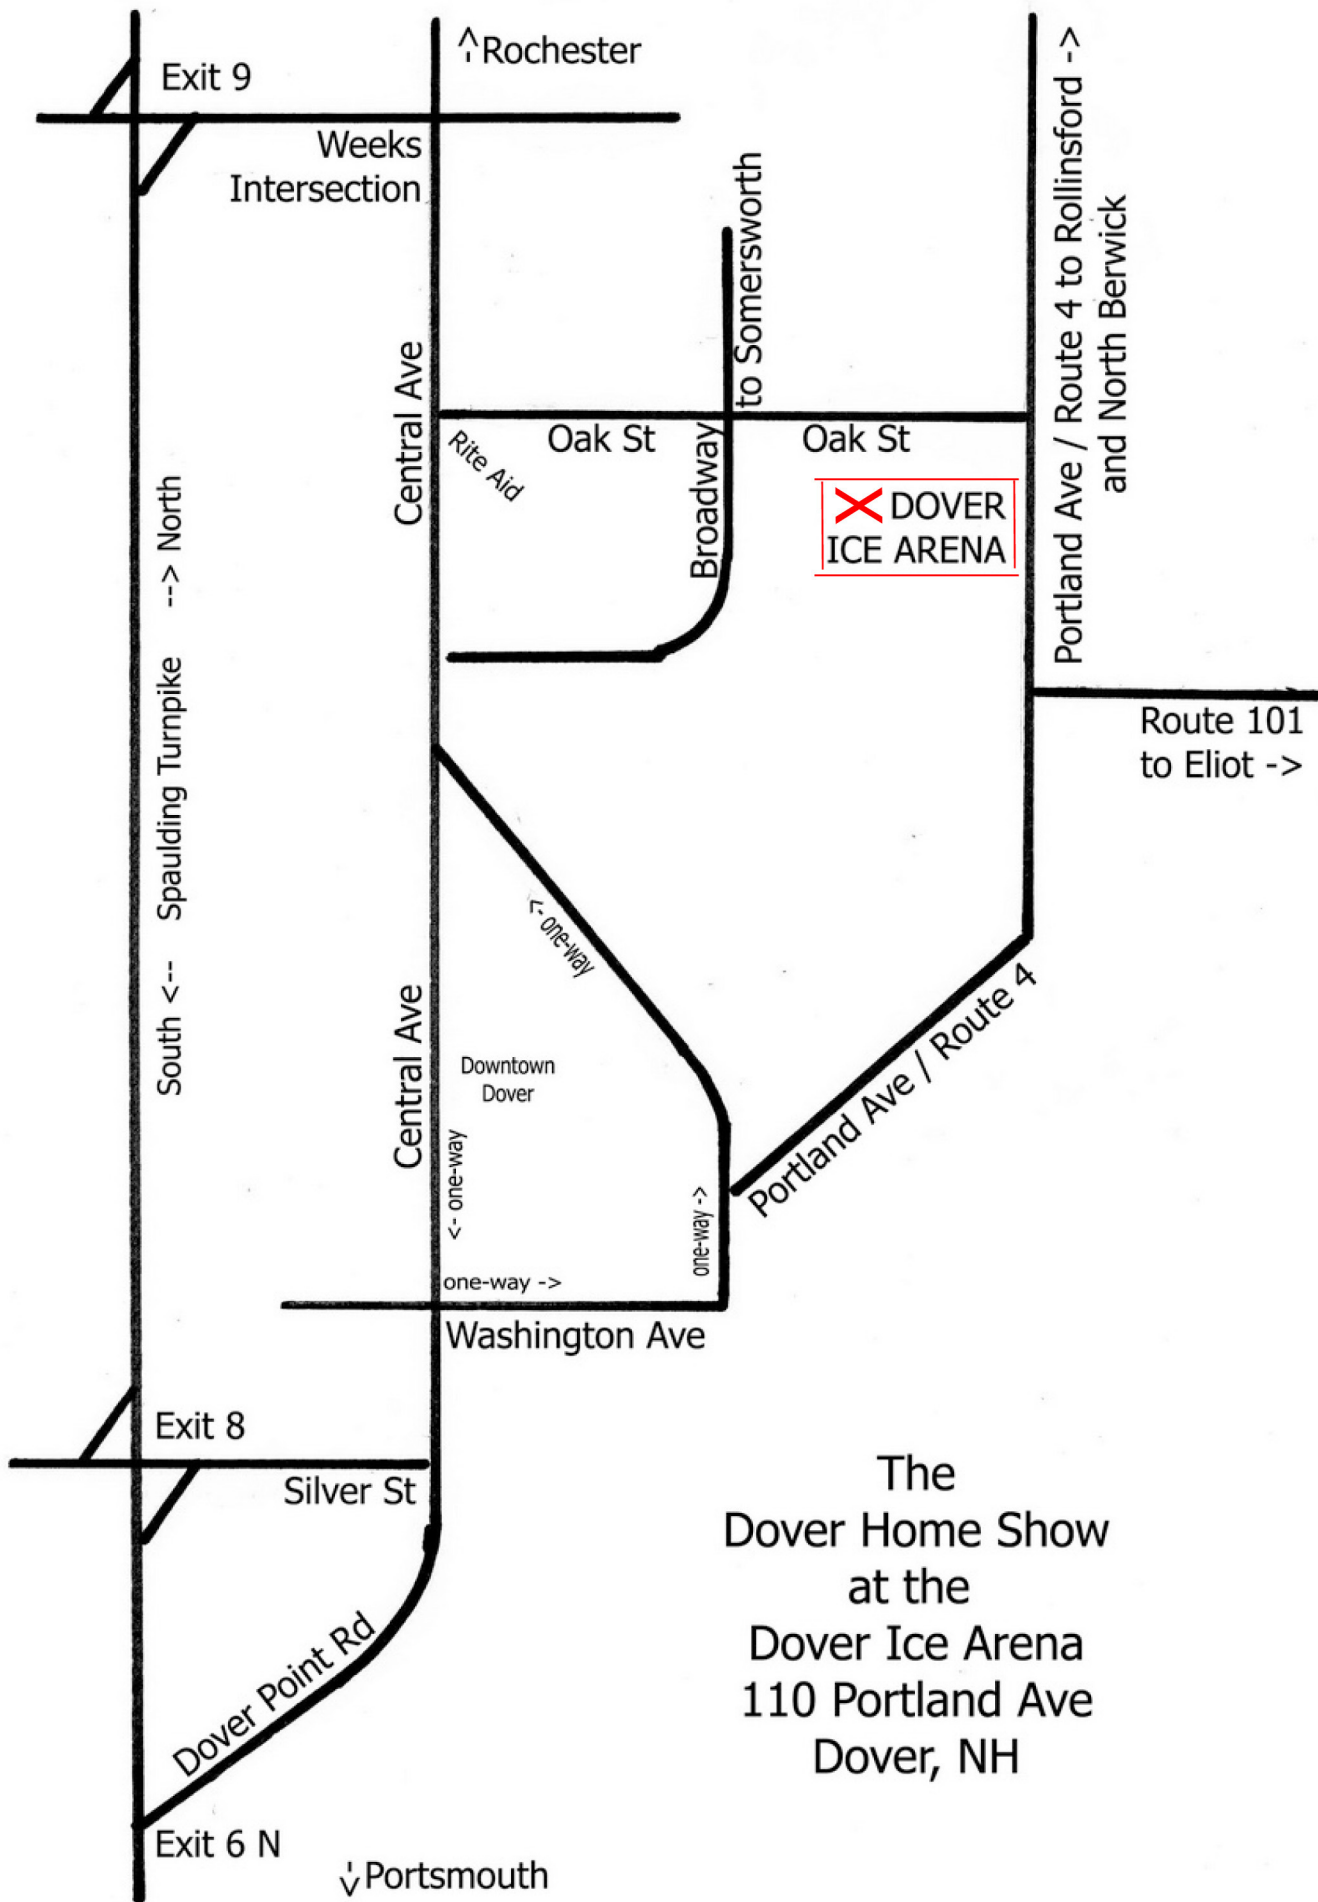 ^- Rochester
Exit 9
Weeks
Intersection
Portland Ave / Route 4 to Rollinsford ->
and North Berwick
to Somersworth
Central Ave
Oak St
Oak St
Rite Aid
Broadway
X DOVER
ICE ARENA
South <-- Spaulding Turnpike --> North
Route 101
to Eliot ->
<- one-way
Central Ave
Downtown
Dover
<- one-way
one-way ->
Portland Ave / Route 4
one-way ->
Washington Ave
Exit 8
Silver St
Dover Point Rd
Exit 6 N
<- Portsmouth
The
Dover Home Show
at the
Dover Ice Arena
110 Portland Ave
Dover, NH